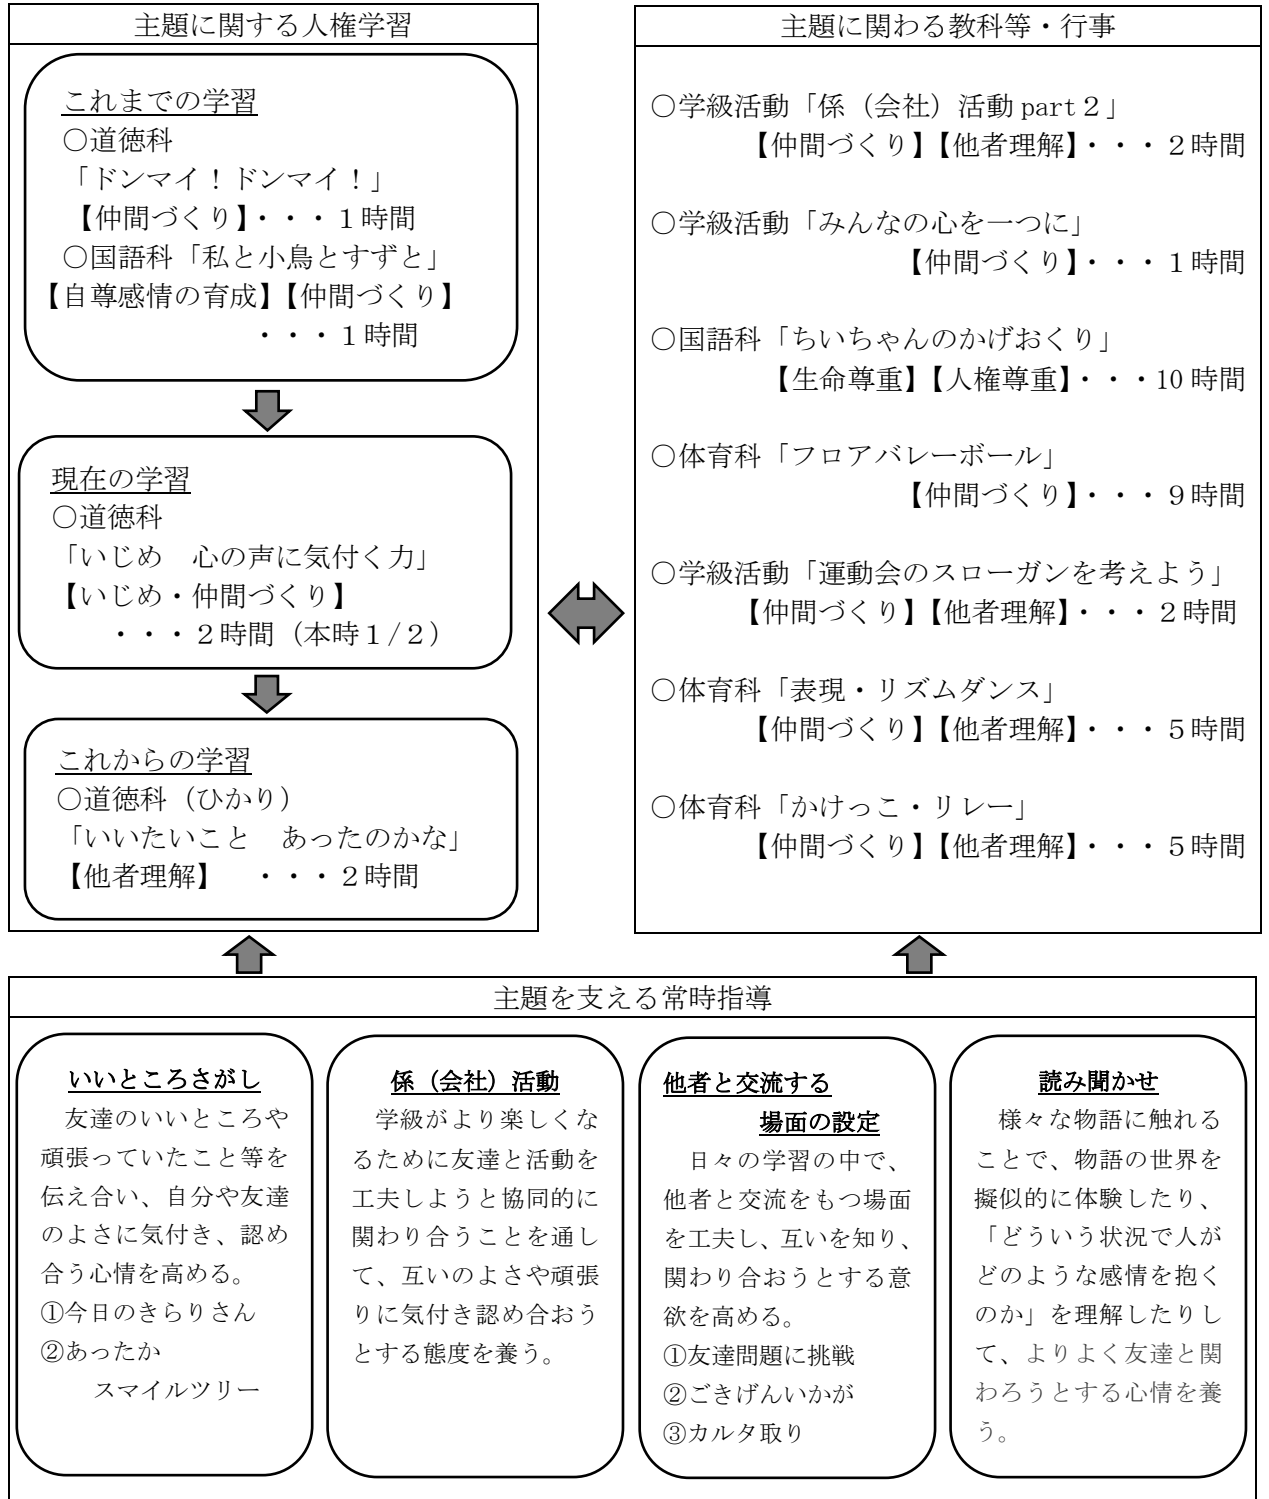 主題に関する人権学習
これまでの学習
○道徳科
「ドンマイ！ドンマイ！」
【仲間づくり】・・・１時間
○国語科「私と小鳥とすずと」
【自尊感情の育成】【仲間づくり】
・・・１時間
現在の学習
○道徳科
「いじめ　心の声に気付く力」
【いじめ・仲間づくり】
・・・２時間（本時１/２）
これからの学習
○道徳科（ひかり）
「いいたいこと　あったのかな」
【他者理解】　・・・２時間
主題に関わる教科等・行事
○学級活動「係（会社）活動 part２」
【仲間づくり】【他者理解】・・・２時間
○学級活動「みんなの心を一つに」
【仲間づくり】・・・１時間
○国語科「ちいちゃんのかげおくり」
【生命尊重】【人権尊重】・・・10 時間
○体育科「フロアバレーボール」
【仲間づくり】・・・９時間
○学級活動「運動会のスローガンを考えよう」
【仲間づくり】【他者理解】・・・２時間
○体育科「表現・リズムダンス」
【仲間づくり】【他者理解】・・・５時間
○体育科「かけっこ・リレー」
【仲間づくり】【他者理解】・・・５時間
主題を支える常時指導
いいところさがし
友達のいいところや
頑張っていたこと等を
伝え合い、自分や友達
のよさに気付き、認め
合う心情を高める。
①今日のきらりさん
②あったか
スマイルツリー
係（会社）活動
学級がより楽しくな
るために友達と活動を
工夫しようと協同的に
関わり合うことを通し
て、互いのよさや頑張
りに気付き認め合おう
とする態度を養う。
他者と交流する
場面の設定
日々の学習の中で、
他者と交流をもつ場面
を工夫し、互いを知り、
関わり合おうとする意
欲を高める。
①友達問題に挑戦
②ごきげんいかが
③カルタ取り
読み聞かせ
様々な物語に触れる
ことで、物語の世界を
擬似的に体験したり、
「どういう状況で人が
どのような感情を抱く
のか」を理解したりし
て、よりよく友達と関
わろうとする心情を養
う。